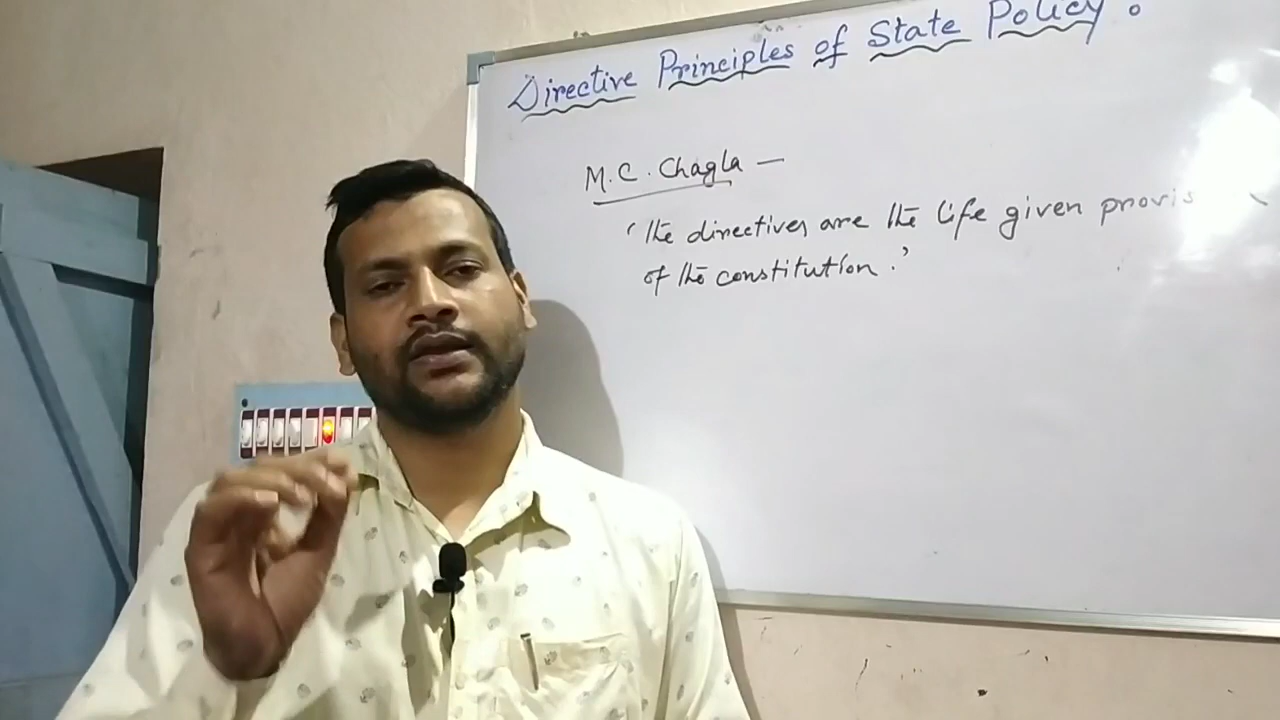 Directive Principles of State Policy.
M.C. Chagla —
'The directives are the life given
of the constitution.'